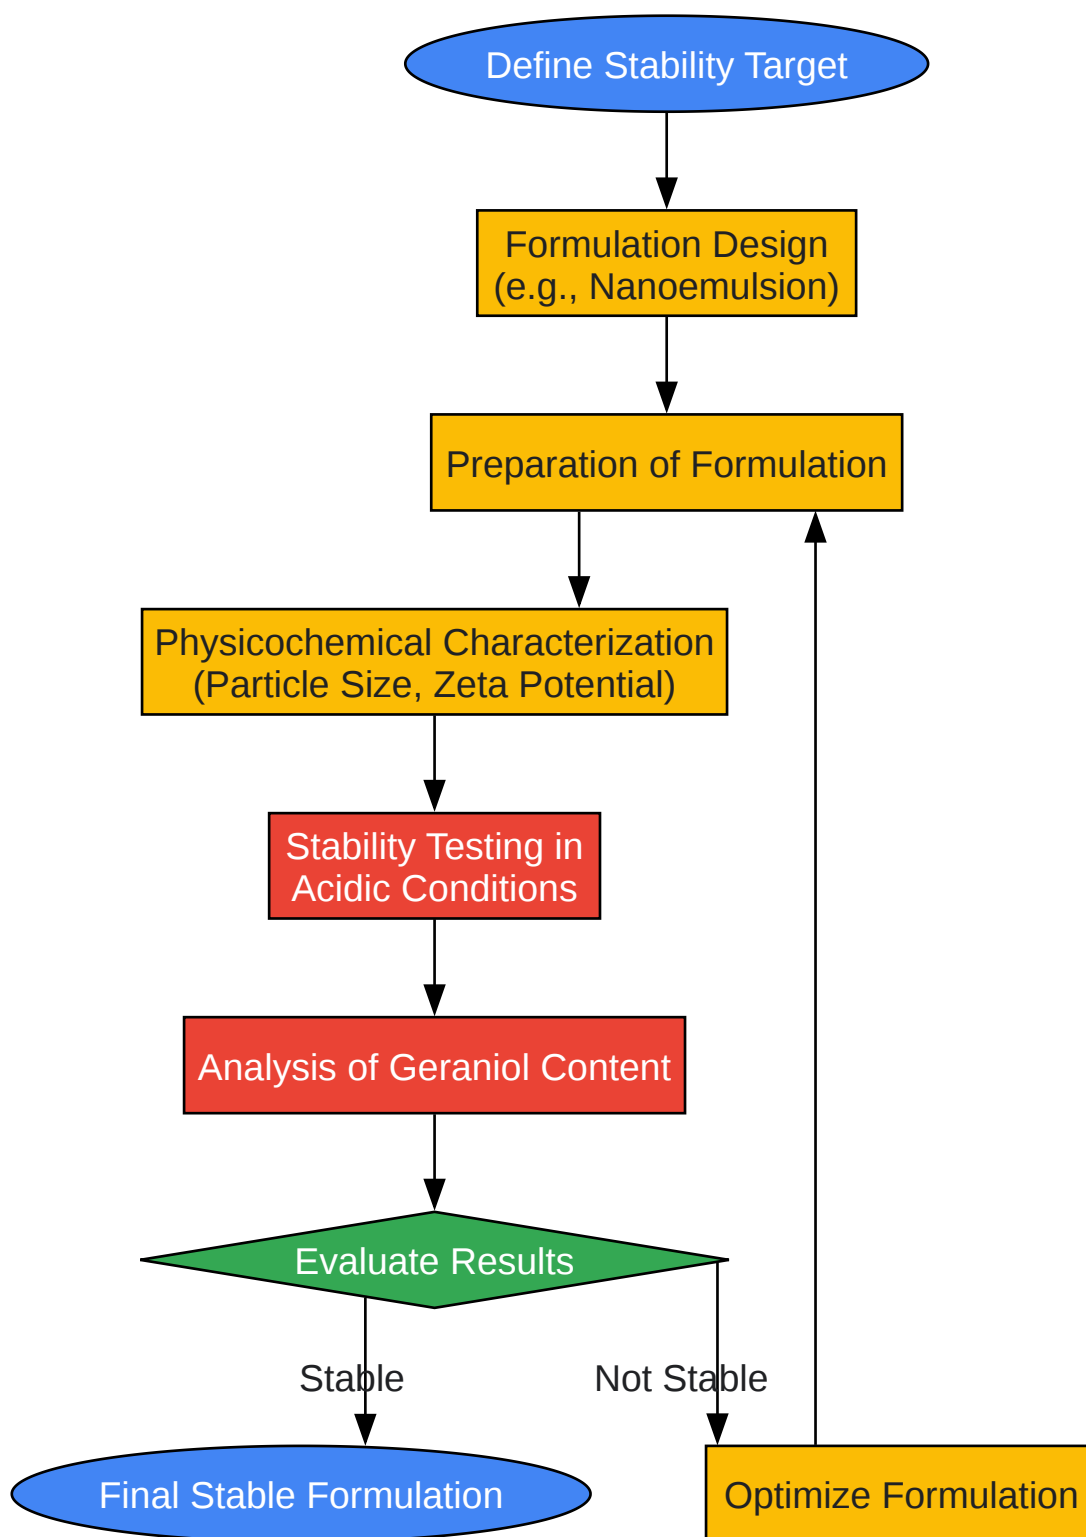 Define Stability Target
Formulation Design
(e.g., Nanoemulsion)
Preparation of Formulation
Physicochemical Characterization
(Particle Size, Zeta Potential)
Stability Testing in
Acidic Conditions
Analysis of Geraniol Content
Evaluate Results
Stable
Not Stable
Final Stable Formulation
Optimize Formulation